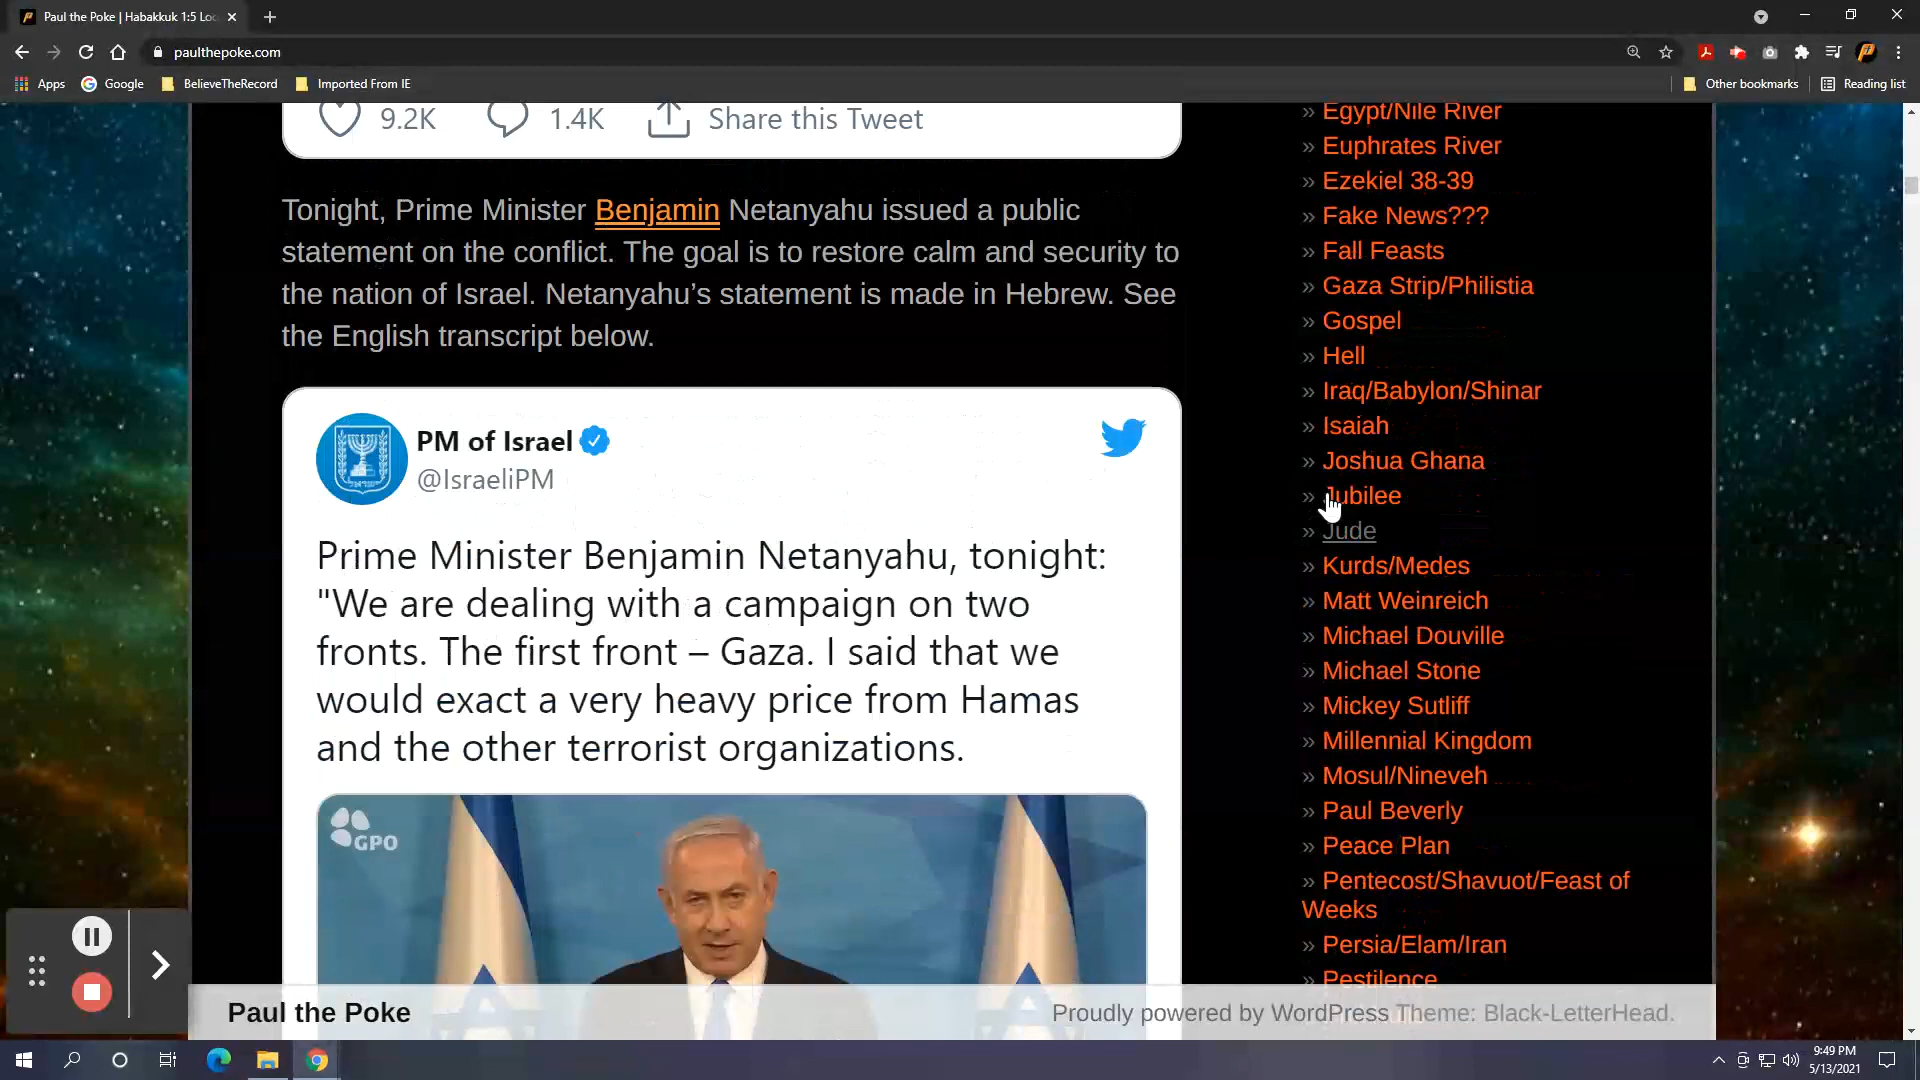 Paul the Poke | Habakkuk 1:5 Loo
paulthepoke.com
Apps
Google
BelieveTheRecord
Imported From IE
Other bookmarks
Reading list
9.2K
1.4K
Share this Tweet
Tonight, Prime Minister Benjamin Netanyahu issued a public
statement on the conflict. The goal is to restore calm and security to
the nation of Israel. Netanyahu’s statement is made in Hebrew. See
the English transcript below.
PM of Israel
@IsraeliPM
Prime Minister Benjamin Netanyahu, tonight:
"We are dealing with a campaign on two
fronts. The first front – Gaza. I said that we
would exact a very heavy price from Hamas
and the other terrorist organizations.
GPO
» Egypt/Nile River
» Euphrates River
» Ezekiel 38-39
» Fake News???
» Fall Feasts
» Gaza Strip/Philistia
» Gospel
» Hell
» Iraq/Babylon/Shinar
» Isaiah
» Joshua Ghana
» Jubilee
» Jude
» Kurds/Medes
» Matt Weinreich
» Michael Douville
» Michael Stone
» Mickey Sutliff
» Millennial Kingdom
» Mosul/Nineveh
» Paul Beverly
» Peace Plan
» Pentecost/Shavuot/Feast of
Weeks
» Persia/Elam/Iran
» Pestilence
Paul the Poke
Proudly powered by WordPress Theme: Black-LetterHead.
9:49 PM
5/13/2021